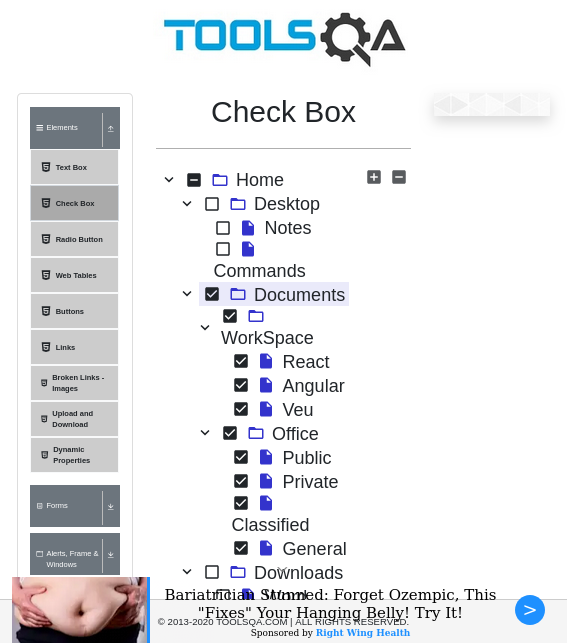 TOOLSQA
Elements
Text Box
Check Box
Radio Button
Web Tables
Buttons
Links
Broken Links -
Images
Upload and
Download
Dynamic
Properties
Forms
Alerts, Frame &
Windows
Check Box
Home
Desktop
Notes
Commands
Documents
WorkSpace
React
Angular
Veu
Office
Public
Private
Classified
General
Downloads
Bariatrician Stunned: Forget Ozempic, This
"Fixes" Your Hanging Belly! Try It!
© 2013-2020 TOOLSQA.COM | ALL RIGHTS RESERVED.
Sponsored by Right Wing Health